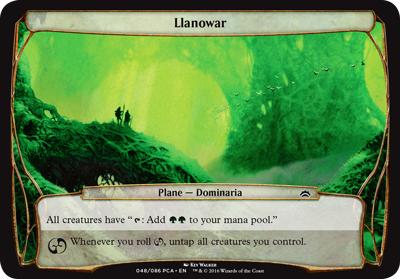 Llanowar
Plane — Dominaria
All creatures have “: Add to your mana pool.”
Whenever you roll , untap all creatures you control.
Kev Walker
048/086 PCA • EN ™ & © 2016 Wizards of the Coast